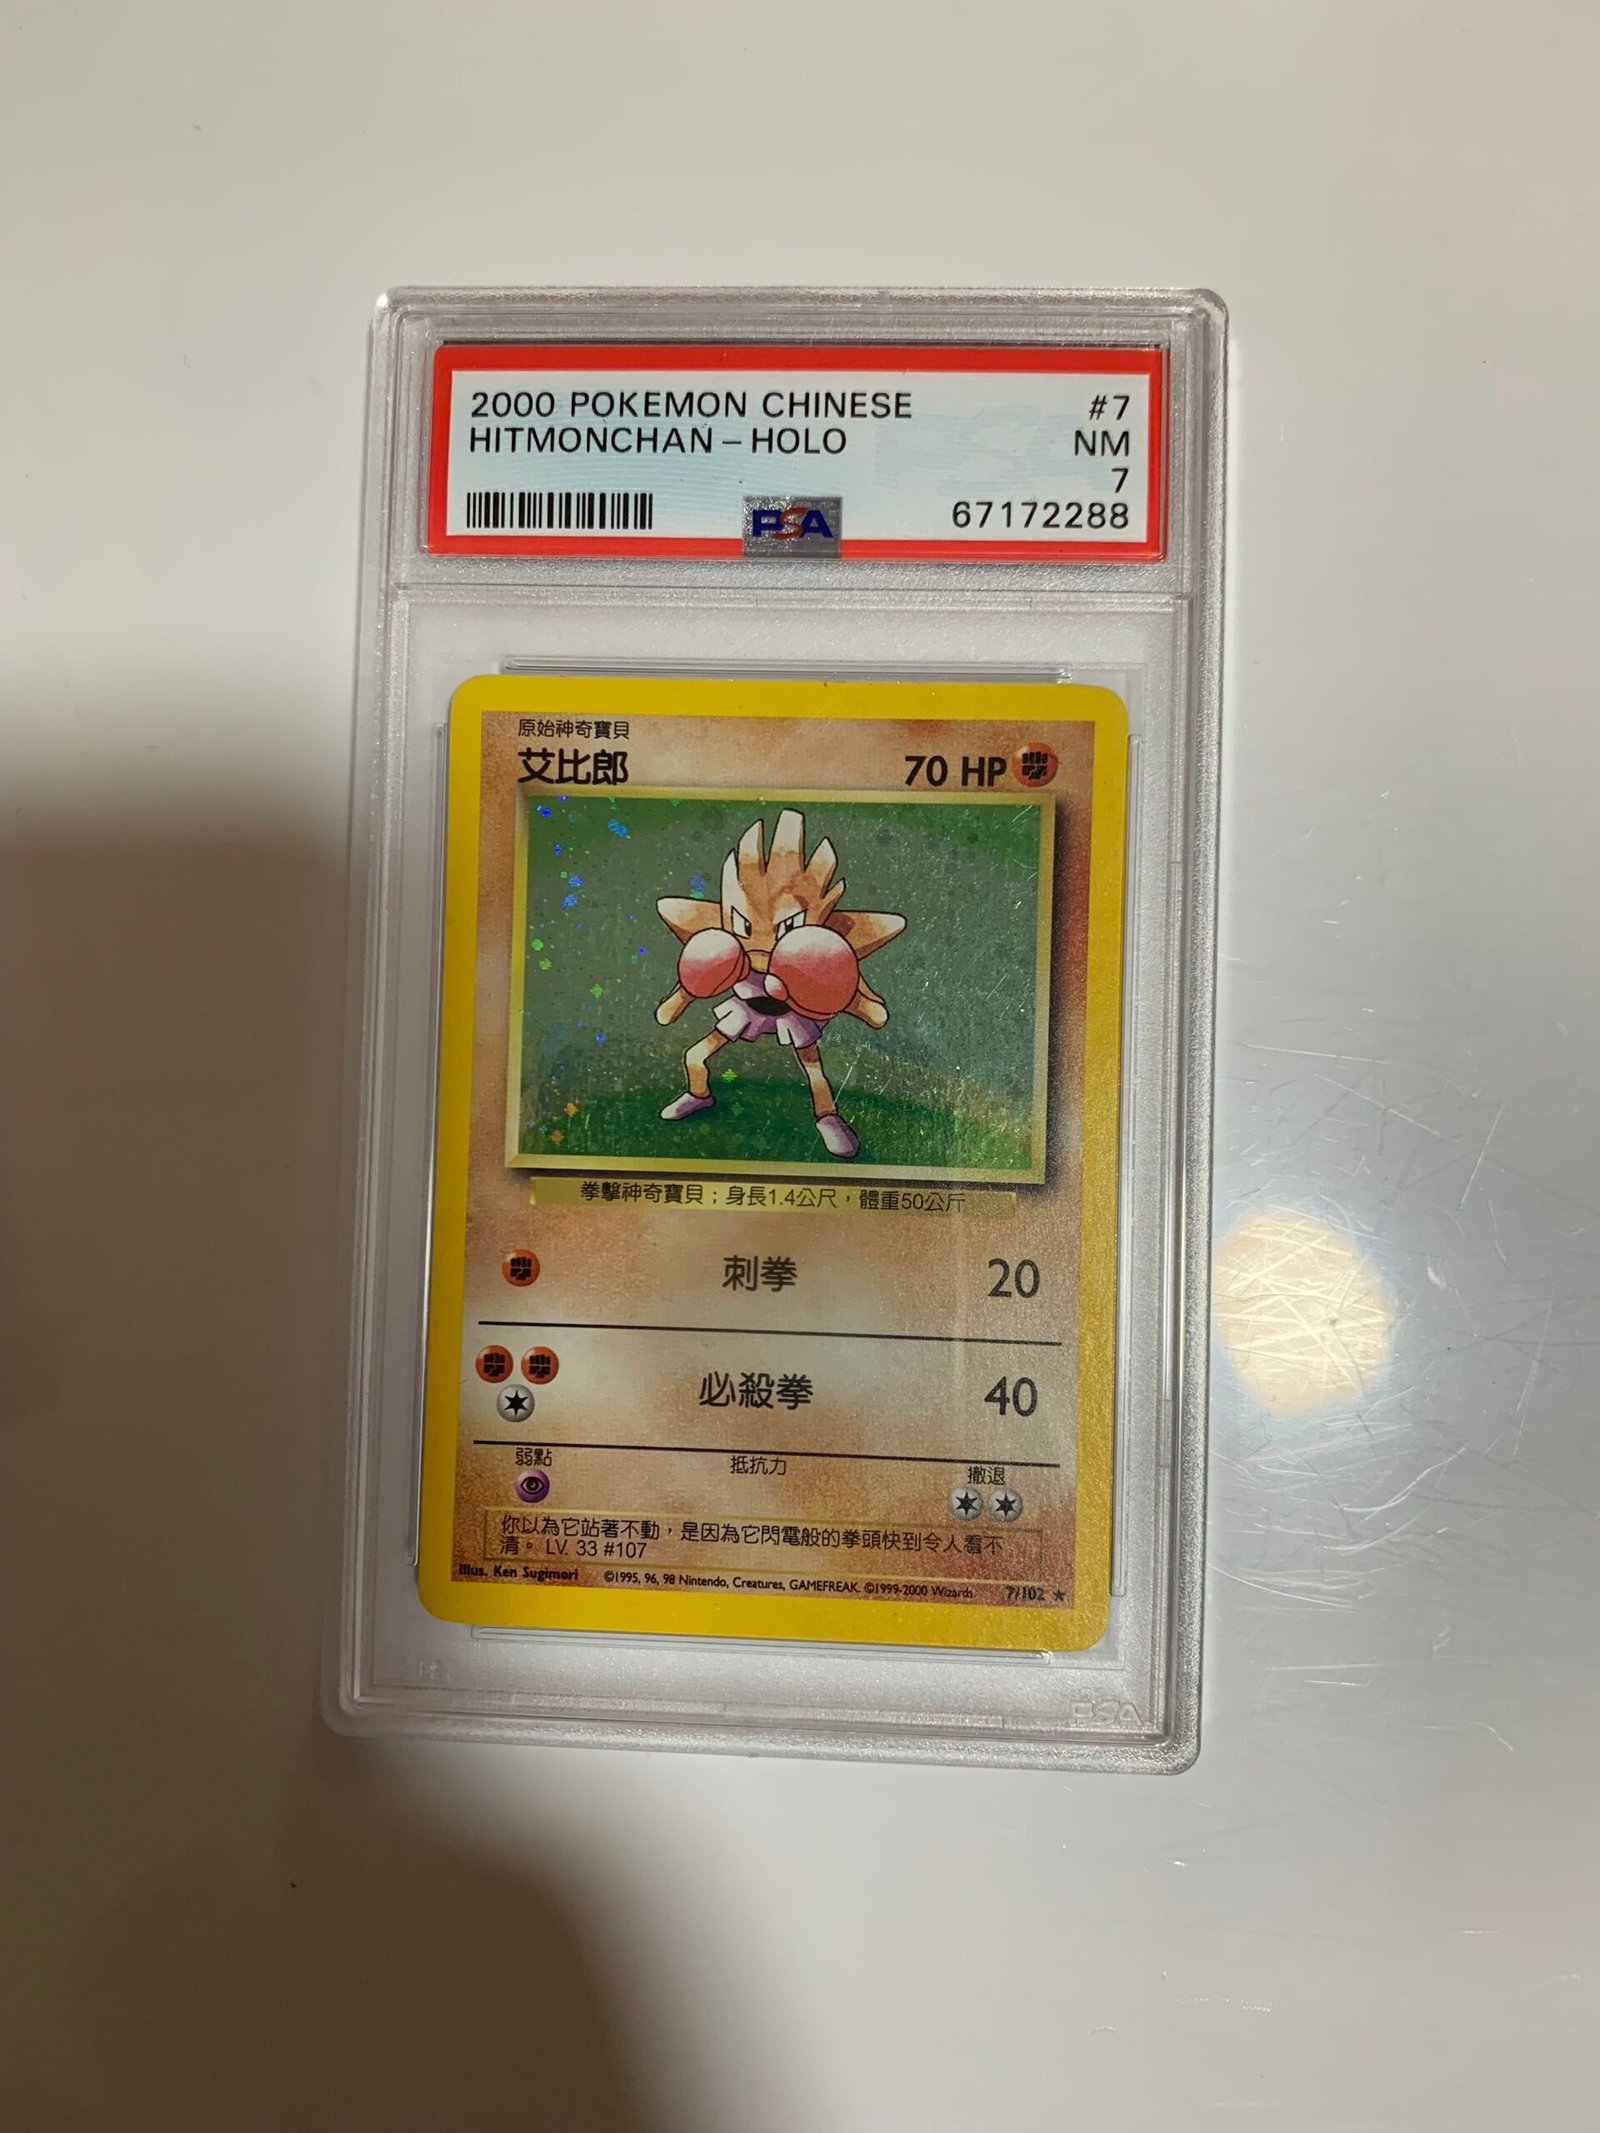 2000 POKEMON CHINESE #7
HITMONCHAN – HOLO NM
7
PSA 67172288
原始神奇寶貝
艾比郎 70 HP
拳擊神奇寶貝；身長1.4公尺，體重50公斤
刺拳 20
必殺拳 40
弱點 抵抗力 撤退
你以為它站著不動，是因為它閃電般的拳頭快到令人看不
清。 LV. 33 #107
Illus. Ken Sugimori ©1995, 96, 98 Nintendo, Creatures, GAMEFREAK. ©1999-2000 Wizards. 7/102 ★
PSA